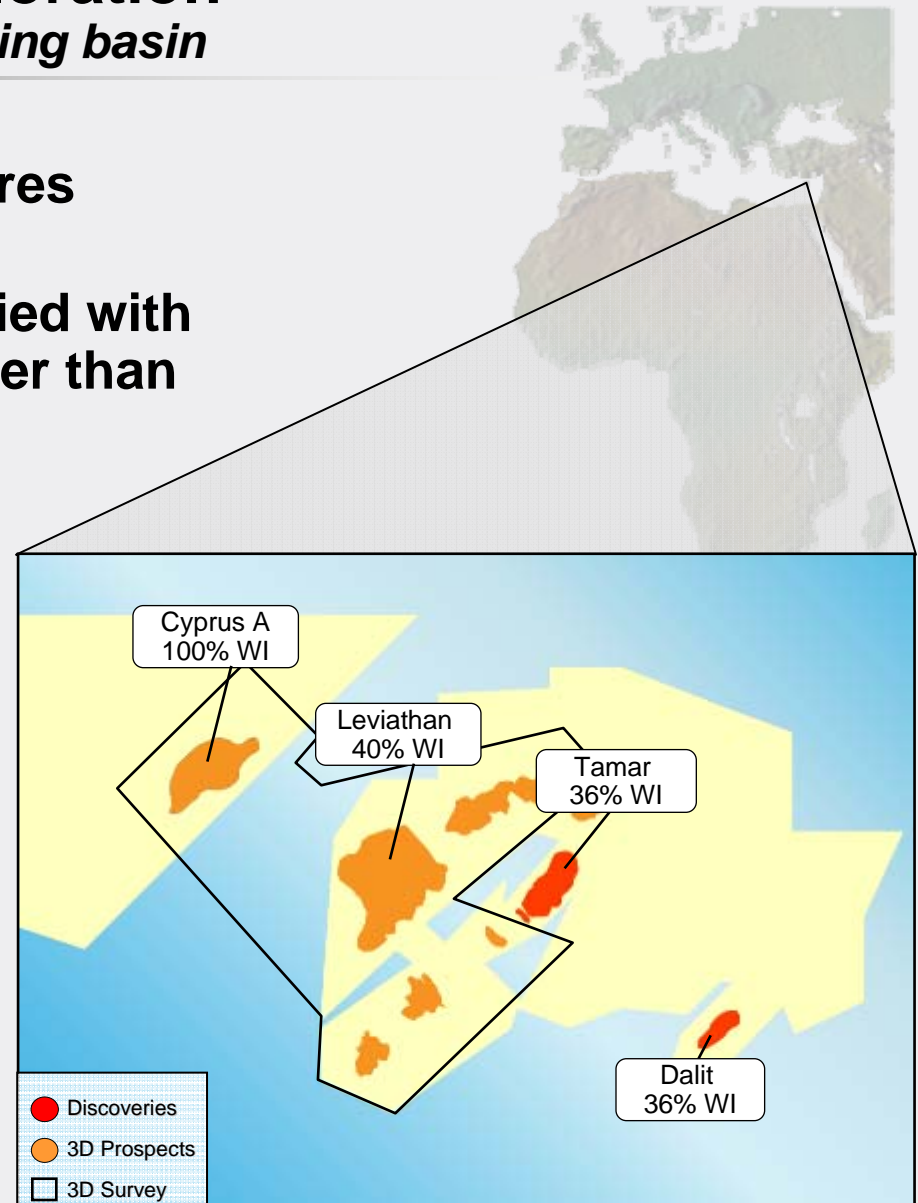 oration
ing basin
res
ied with
er than
Cyprus A
100% WI
Leviathan
40% WI
Tamar
36% WI
Dalit
36% WI
Discoveries
3D Prospects
3D Survey